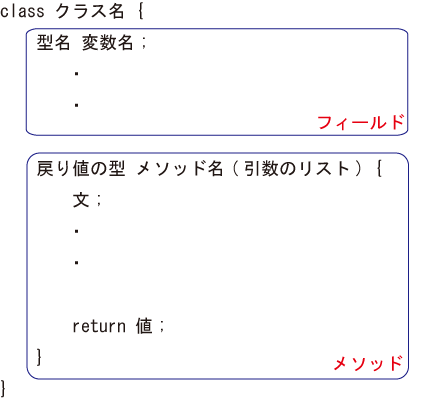 class クラス名 {
型名 変数名;
・
・
フィールド
戻り値の型 メソッド名(引数のリスト) {
文;
・
・
return 値;
}
メソッド
}